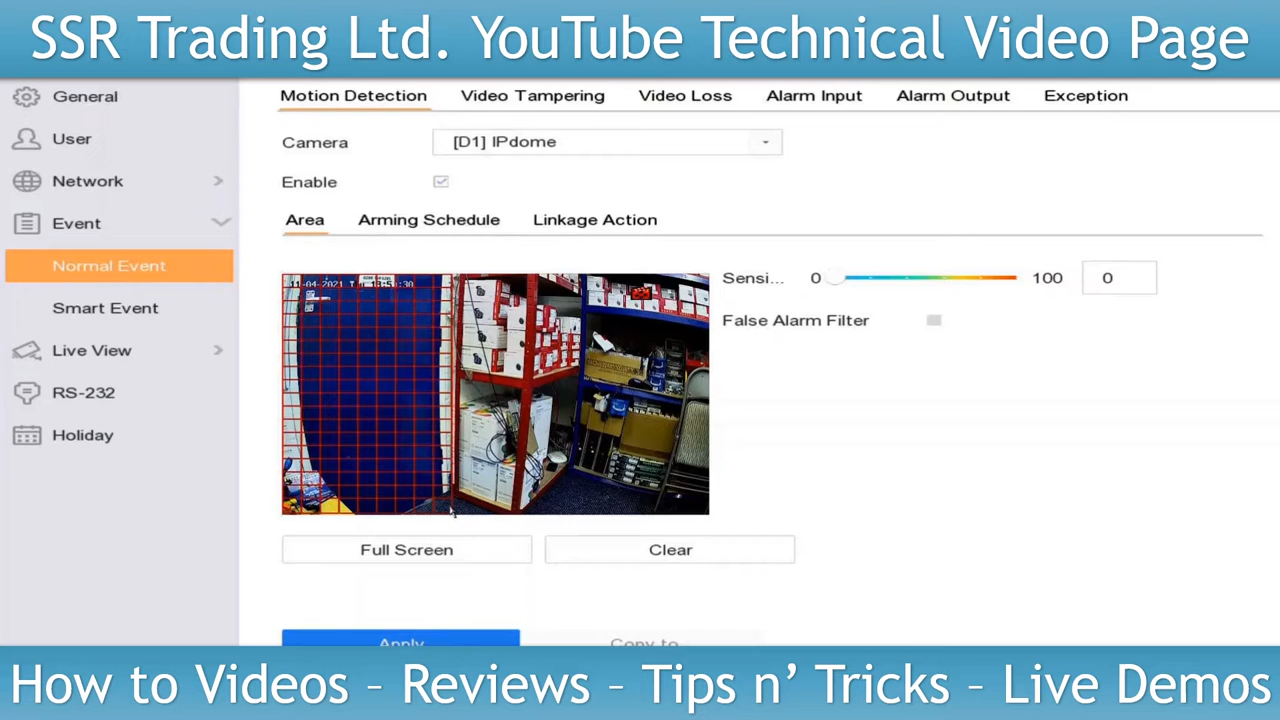 SSR Trading Ltd. YouTube Technical Video Page
General
User
Network
Event
Normal Event
Smart Event
Live View
RS-232
Holiday
Motion Detection Video Tampering Video Loss Alarm Input Alarm Output Exception
Camera [D1] IPdome
Enable
Area Arming Schedule Linkage Action
Sensi... 0 100 0
False Alarm Filter
Full Screen Clear
Apply Copy to
How to Videos – Reviews – Tips n’ Tricks – Live Demos